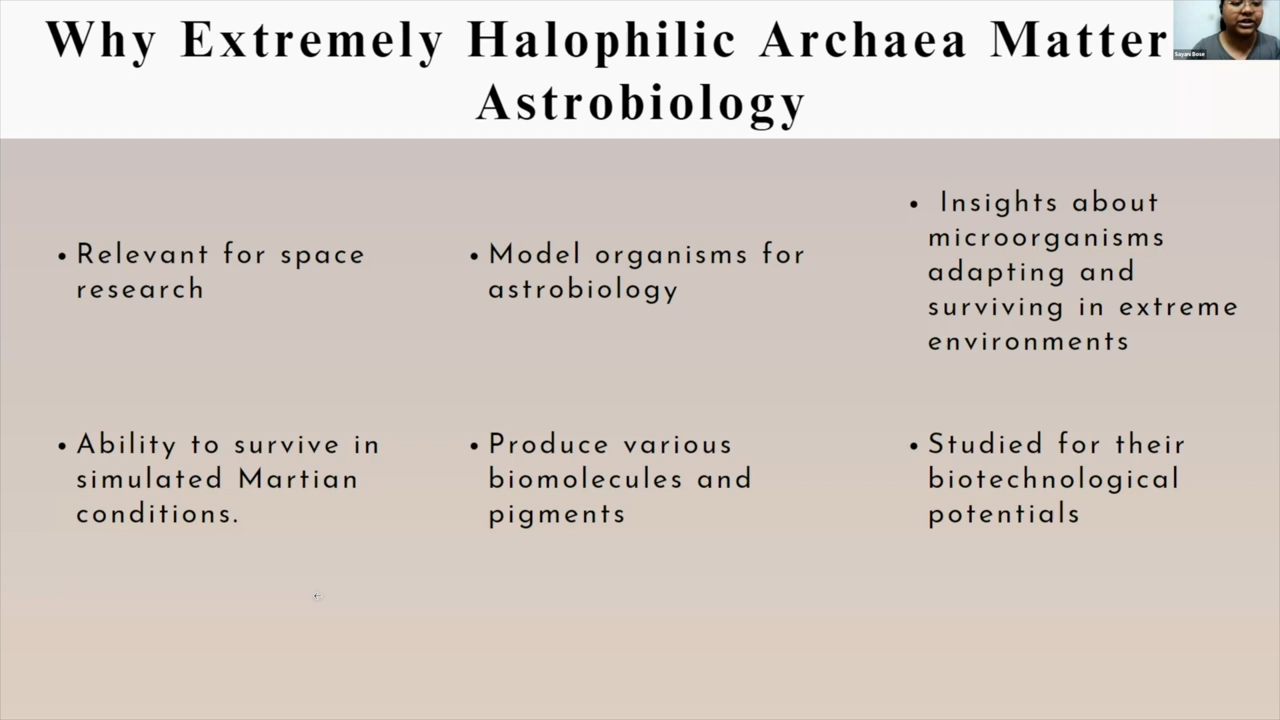 Why Extremely Halophilic Archaea Matter
Astrobiology
Sayani Bose
• Relevant for space
research
• Model organisms for
astrobiology
• Insights about
microorganisms
adapting and
surviving in extreme
environments
• Ability to survive in
simulated Martian
conditions.
• Produce various
biomolecules and
pigments
• Studied for their
biotechnological
potentials